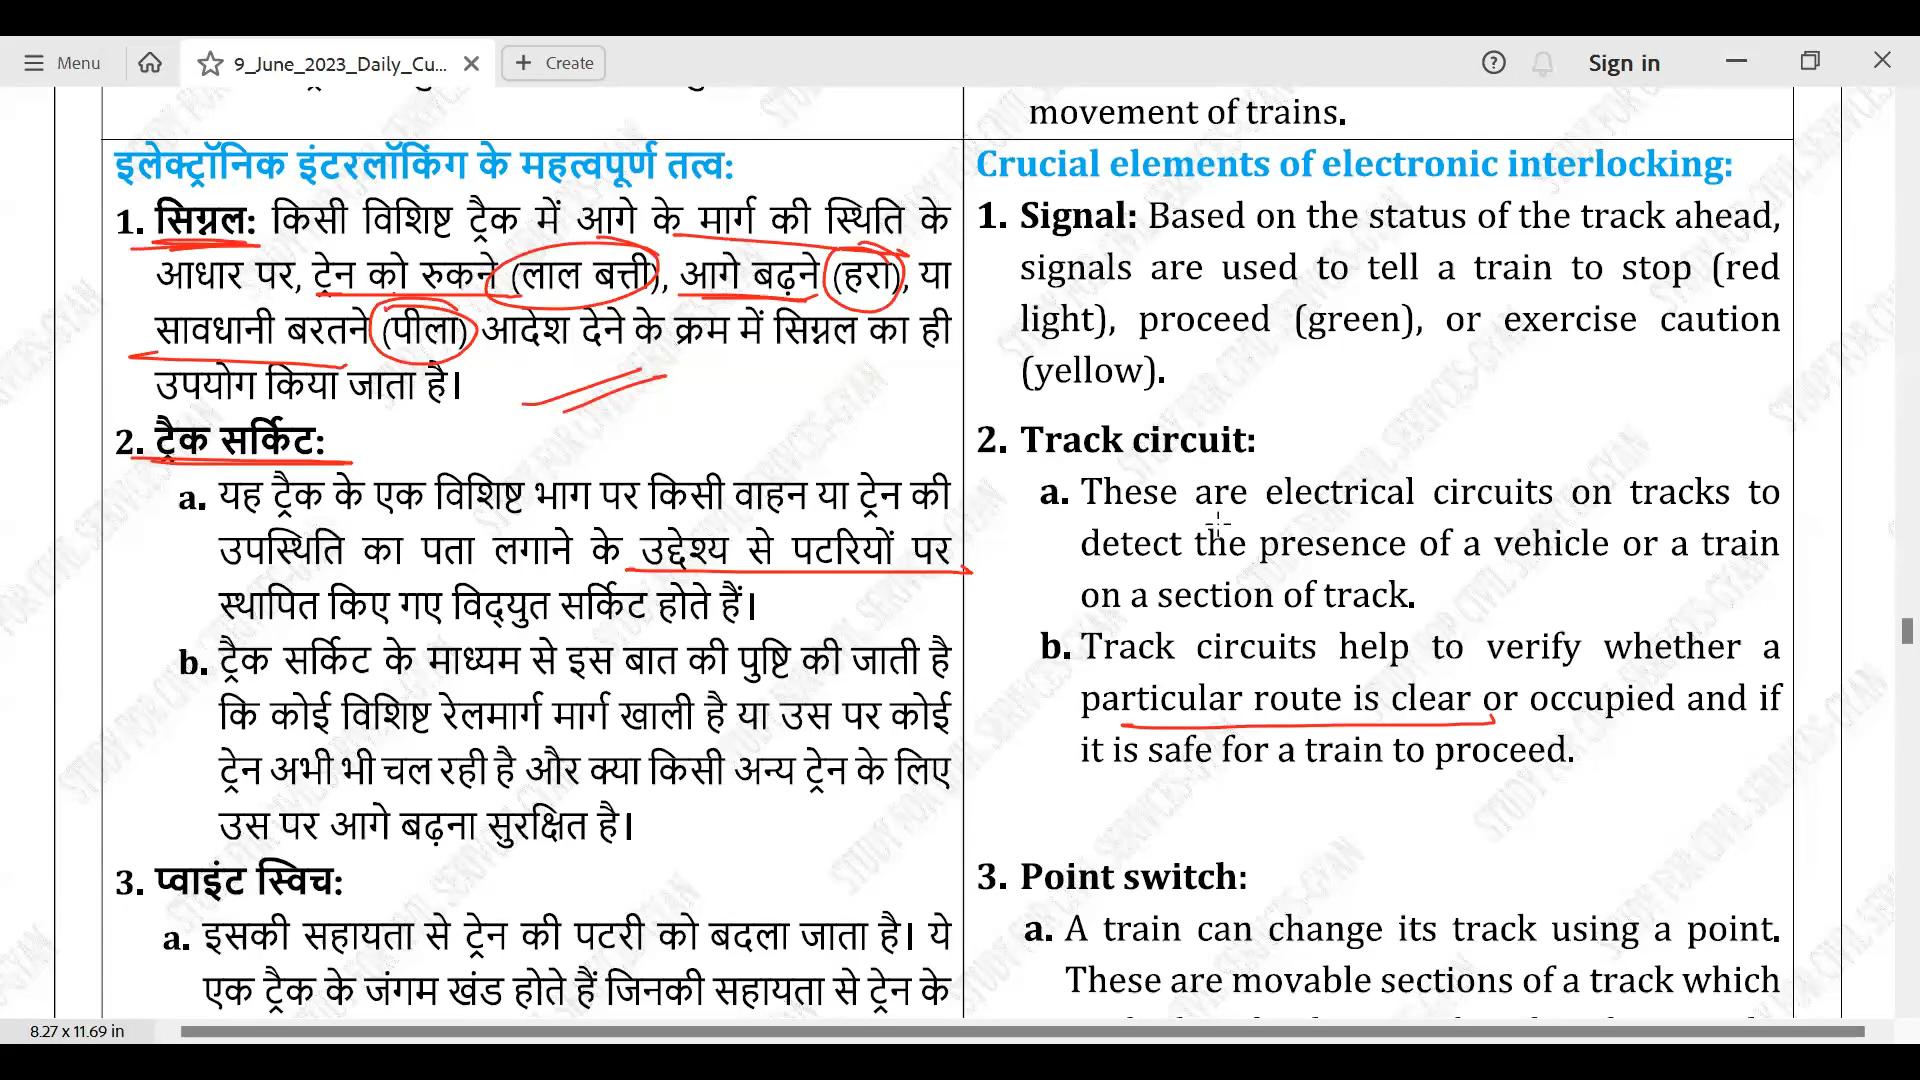 Menu
9_June_2023_Daily_Cu...
Create
Sign in
movement of trains.
इलेक्ट्रॉनिक इंटरलॉकिंग के महत्वपूर्ण तत्व:
1. सिग्नल: किसी विशिष्ट ट्रैक में आगे के मार्ग की स्थिति के
आधार पर, ट्रेन को रुकने (लाल बत्ती), आगे बढ़ने (हरा), या
सावधानी बरतने (पीला) आदेश देने के क्रम में सिग्नल का ही
उपयोग किया जाता है।
2. ट्रैक सर्किट:
a. यह ट्रैक के एक विशिष्ट भाग पर किसी वाहन या ट्रेन की
उपस्थिति का पता लगाने के उद्देश्य से पटरियों पर
स्थापित किए गए विद्युत सर्किट होते हैं।
b. ट्रैक सर्किट के माध्यम से इस बात की पुष्टि की जाती है
कि कोई विशिष्ट रेलमार्ग मार्ग खाली है या उस पर कोई
ट्रेन अभी भी चल रही है और क्या किसी अन्य ट्रेन के लिए
उस पर आगे बढ़ना सुरक्षित है।
3. प्वाइंट स्विच:
a. इसकी सहायता से ट्रेन की पटरी को बदला जाता है। ये
एक ट्रैक के जंगम खंड होते हैं जिनकी सहायता से ट्रेन के
Crucial elements of electronic interlocking:
1. Signal: Based on the status of the track ahead,
signals are used to tell a train to stop (red
light), proceed (green), or exercise caution
(yellow).
2. Track circuit:
a. These are electrical circuits on tracks to
detect the presence of a vehicle or a train
on a section of track.
b. Track circuits help to verify whether a
particular route is clear or occupied and if
it is safe for a train to proceed.
3. Point switch:
a. A train can change its track using a point.
These are movable sections of a track which
8.27 x 11.69 in